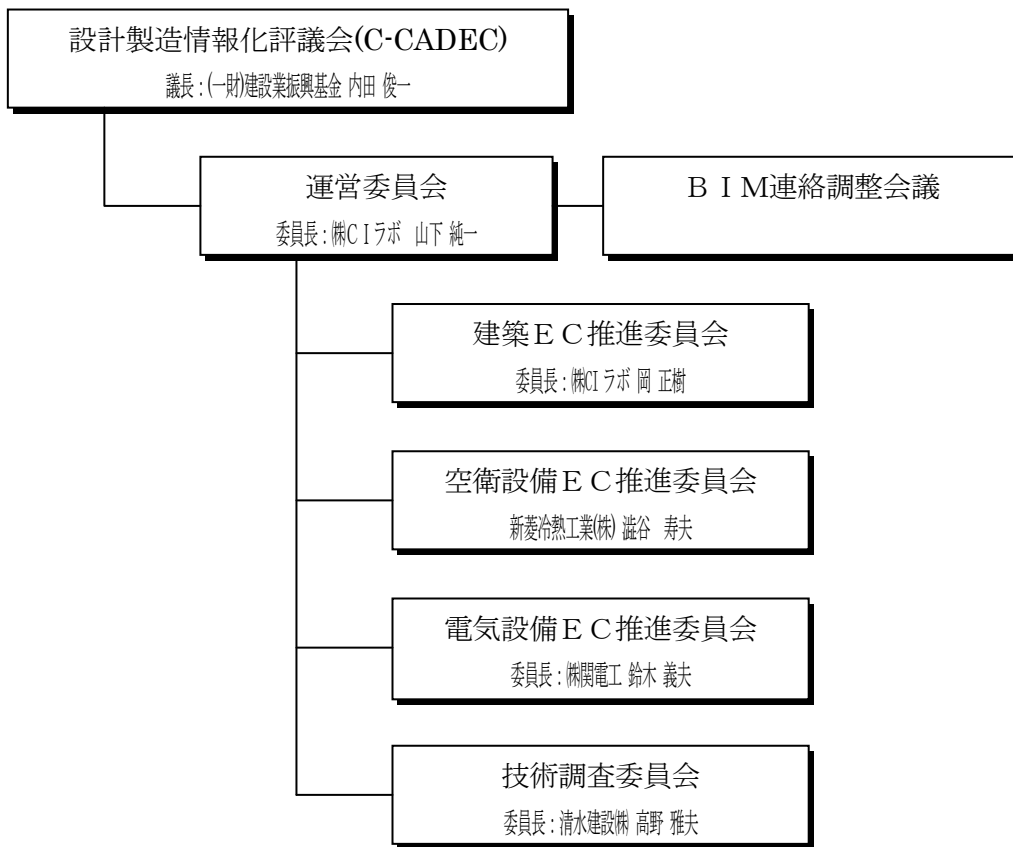 設計製造情報化評議会(C-CADEC)
議長：(一財)建設業振興基金 内田 俊一
運営委員会
委員長：㈱ＣＩラボ　山下 純一
ＢＩＭ連絡調整会議
建築ＥＣ推進委員会
委員長：㈱CIラボ 岡 正樹
空衛設備ＥＣ推進委員会
新菱冷熱工業(株) 澁谷　寿夫
電気設備ＥＣ推進委員会
委員長：㈱関電工 鈴木 義夫
技術調査委員会
委員長：清水建設㈱ 高野 雅夫